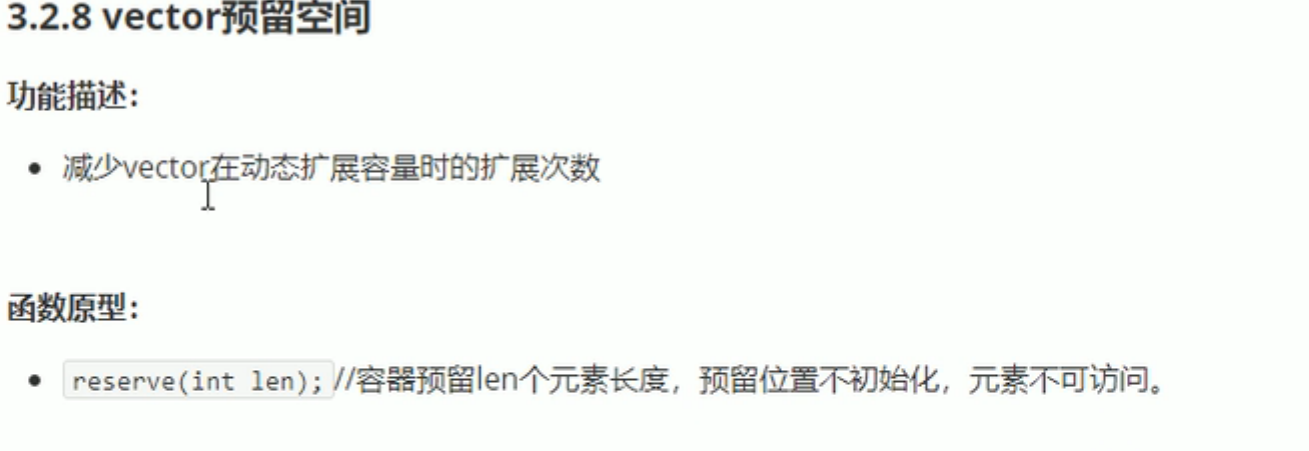 3.2.8 vector预留空间
功能描述：
减少vector在动态扩展容量时的扩展次数
函数原型：
reserve(int len);//容器预留len个元素长度，预留位置不初始化，元素不可访问。